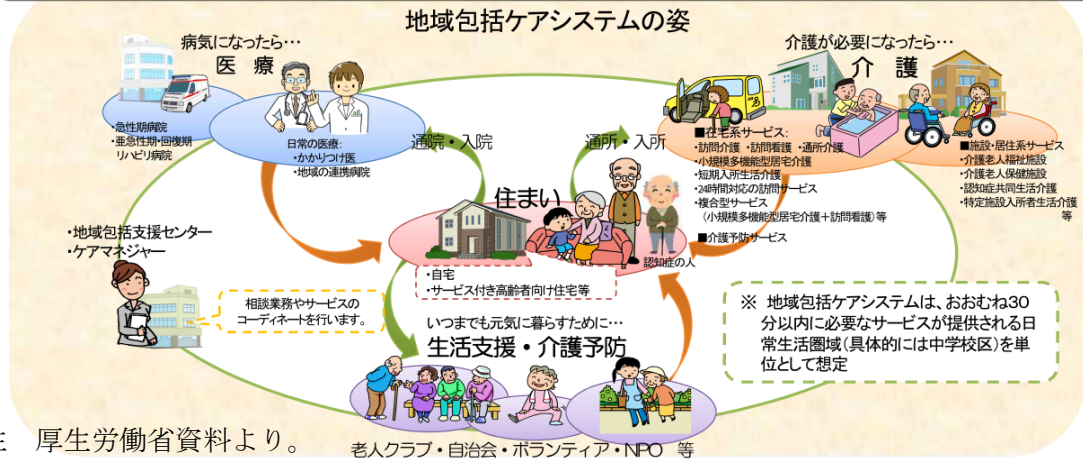 地域包括ケアシステムの姿
病気になったら…
医 療
・急性期病院
・亜急性期・回復期
リハビリ病院
日常の医療:
・かかりつけ医
・地域の連携病院
通院・入院
通所・入所
介護が必要になったら…
介 護
■在宅系サービス:
・訪問介護 ・訪問看護 ・通所介護
・小規模多機能型居宅介護
・短期入所生活介護
・24時間対応の訪問サービス
・複合型サービス
(小規模多機能型居宅介護+訪問看護)等
■介護予防サービス
■施設・居住系サービス
・介護老人福祉施設
・介護老人保健施設
・認知症共同生活介護
・特定施設入所者生活介護
等
住まい
・自宅
・サービス付き高齢者向け住宅等
認知症の人
・地域包括支援センター
・ケアマネジャー
相談業務やサービスの
コーディネートを行います。
いつまでも元気に暮らすために…
生活支援・介護予防
老人クラブ・自治会・ボランティア・NPO 等
※ 地域包括ケアシステムは、おおむね30
分以内に必要なサービスが提供される日
常生活圏域(具体的には中学校区)を単
位として想定
厚生労働省資料より。